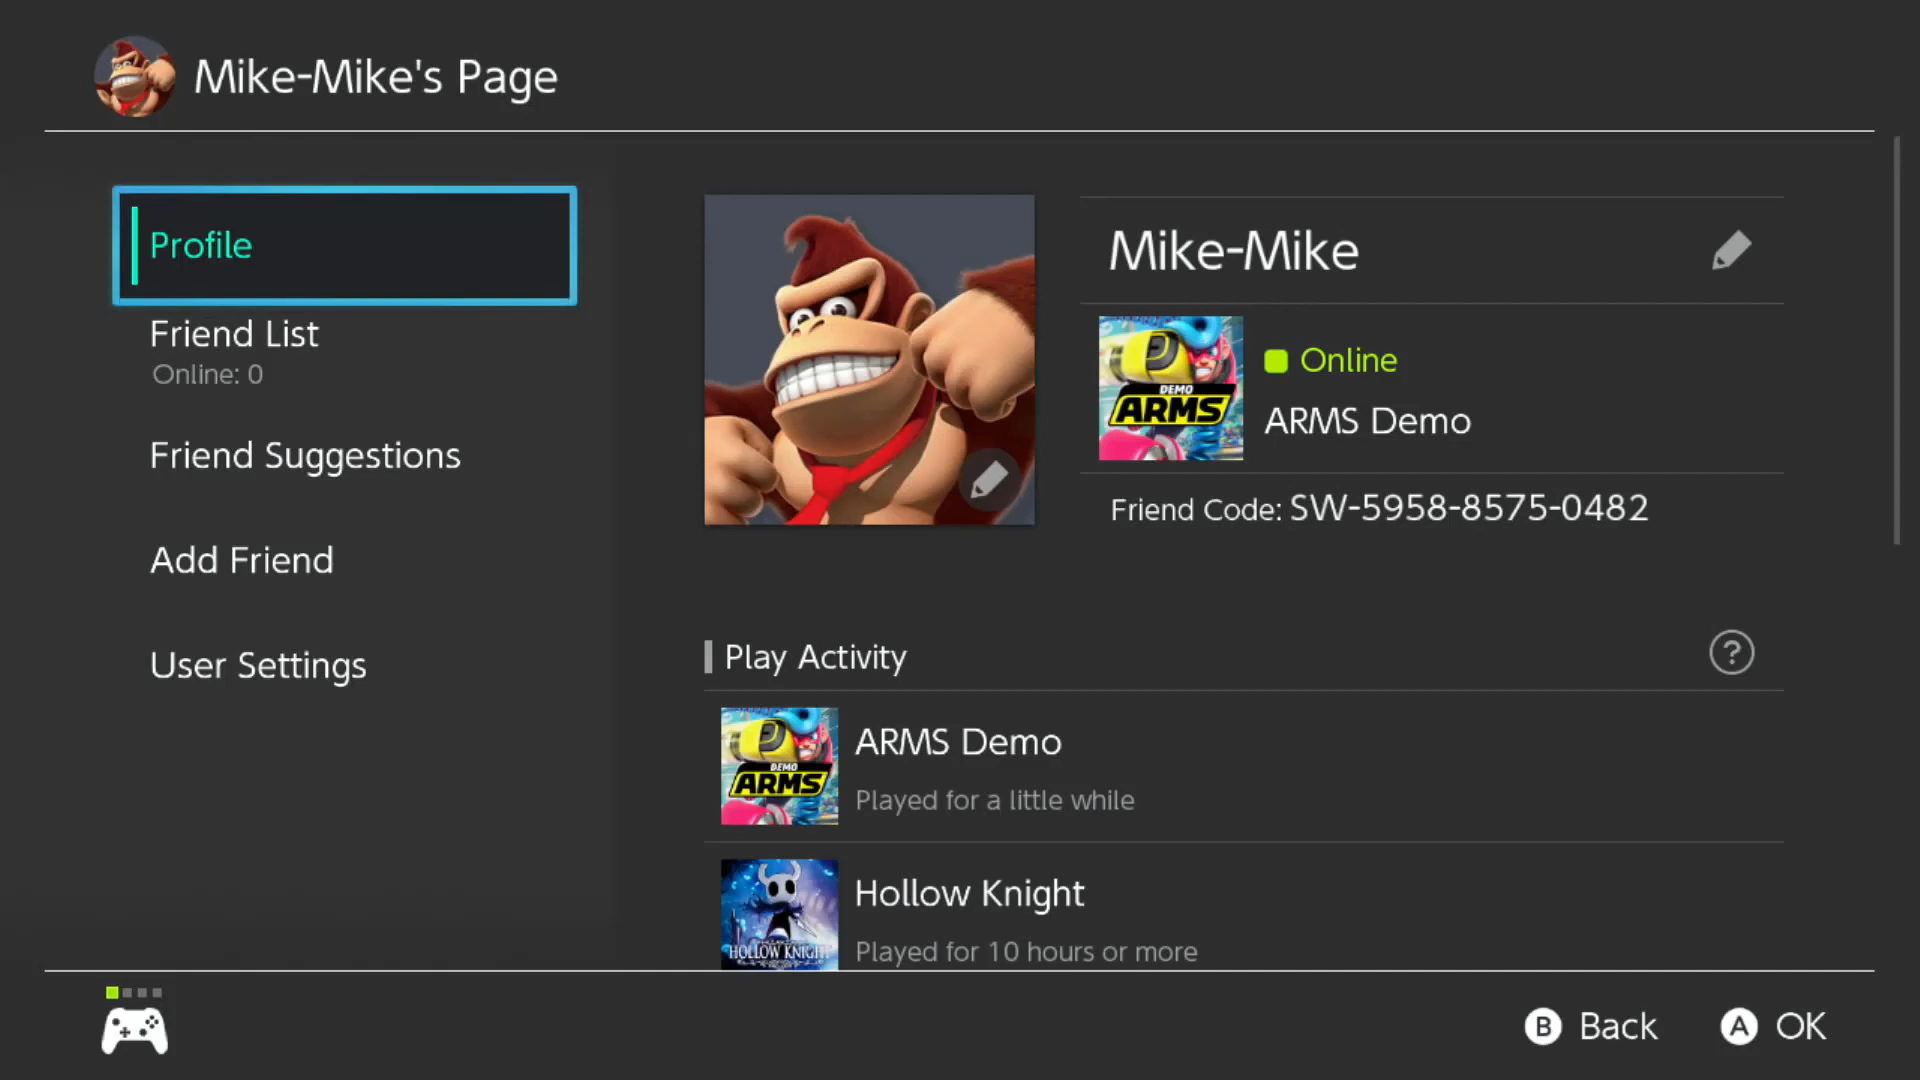 Mike-Mike's Page
Profile
Friend List
Online: 0
Friend Suggestions
Add Friend
User Settings
Mike-Mike
DEMO
ARMS
Online
ARMS Demo
Friend Code: SW-5958-8575-0482
Play Activity
?
DEMO
ARMS
ARMS Demo
Played for a little while
HOLLOW KNIGHT
Hollow Knight
Played for 10 hours or more
B Back
A OK